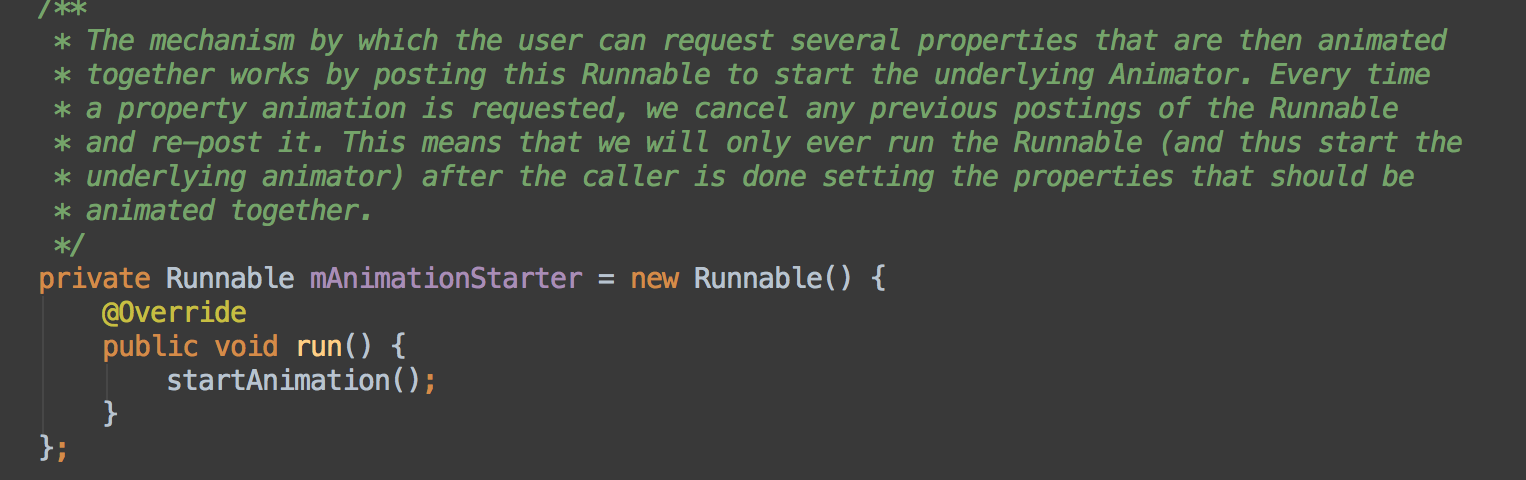 /**
* The mechanism by which the user can request several properties that are then animated
* together works by posting this Runnable to start the underlying Animator. Every time
* a property animation is requested, we cancel any previous postings of the Runnable
* and re-post it. This means that we will only ever run the Runnable (and thus start the
* underlying animator) after the caller is done setting the properties that should be
* animated together.
*/
private Runnable mAnimationStarter = new Runnable() {
@Override
public void run() {
startAnimation();
}
};